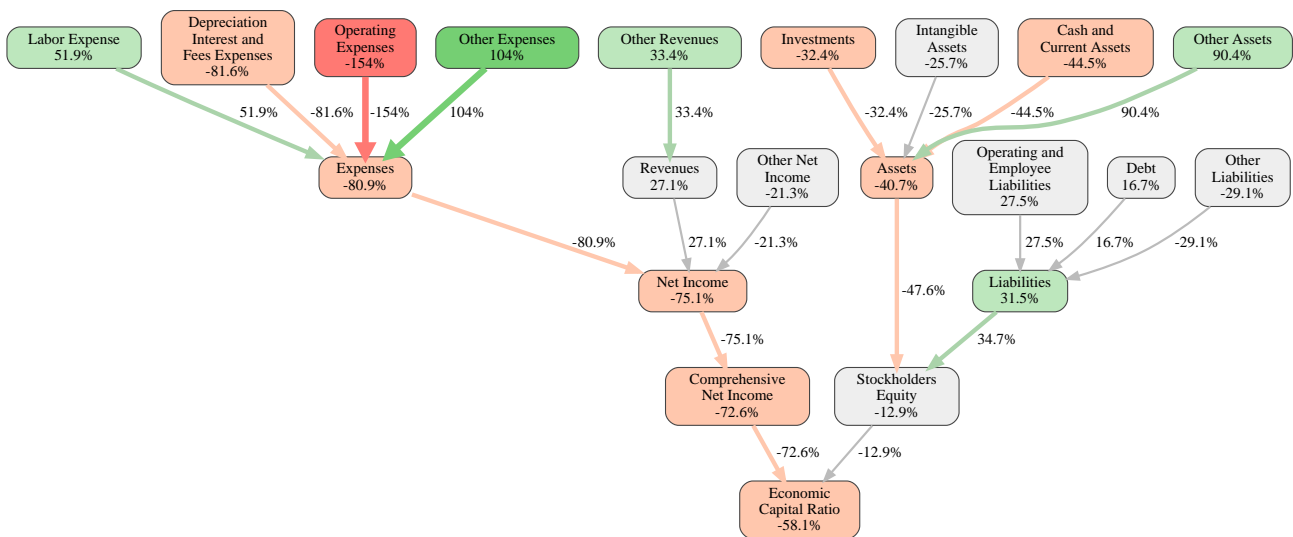 Labor Expense
51.9%
Depreciation
Interest and
Fees Expenses
-81.6%
Operating
Expenses
-154%
Other Expenses
104%
Other Revenues
33.4%
Investments
-32.4%
Intangible
Assets
-25.7%
Cash and
Current Assets
-44.5%
Other Assets
90.4%
51.9%
-81.6%
-154%
104%
33.4%
-32.4%
-25.7%
-44.5%
90.4%
Expenses
-80.9%
Revenues
27.1%
Other Net
Income
-21.3%
Assets
-40.7%
Operating and
Employee
Liabilities
27.5%
Debt
16.7%
Other
Liabilities
-29.1%
-80.9%
27.1%
-21.3%
-47.6%
27.5%
16.7%
-29.1%
Net Income
-75.1%
Liabilities
31.5%
-75.1%
34.7%
Comprehensive
Net Income
-72.6%
Stockholders
Equity
-12.9%
-72.6%
-12.9%
Economic
Capital Ratio
-58.1%